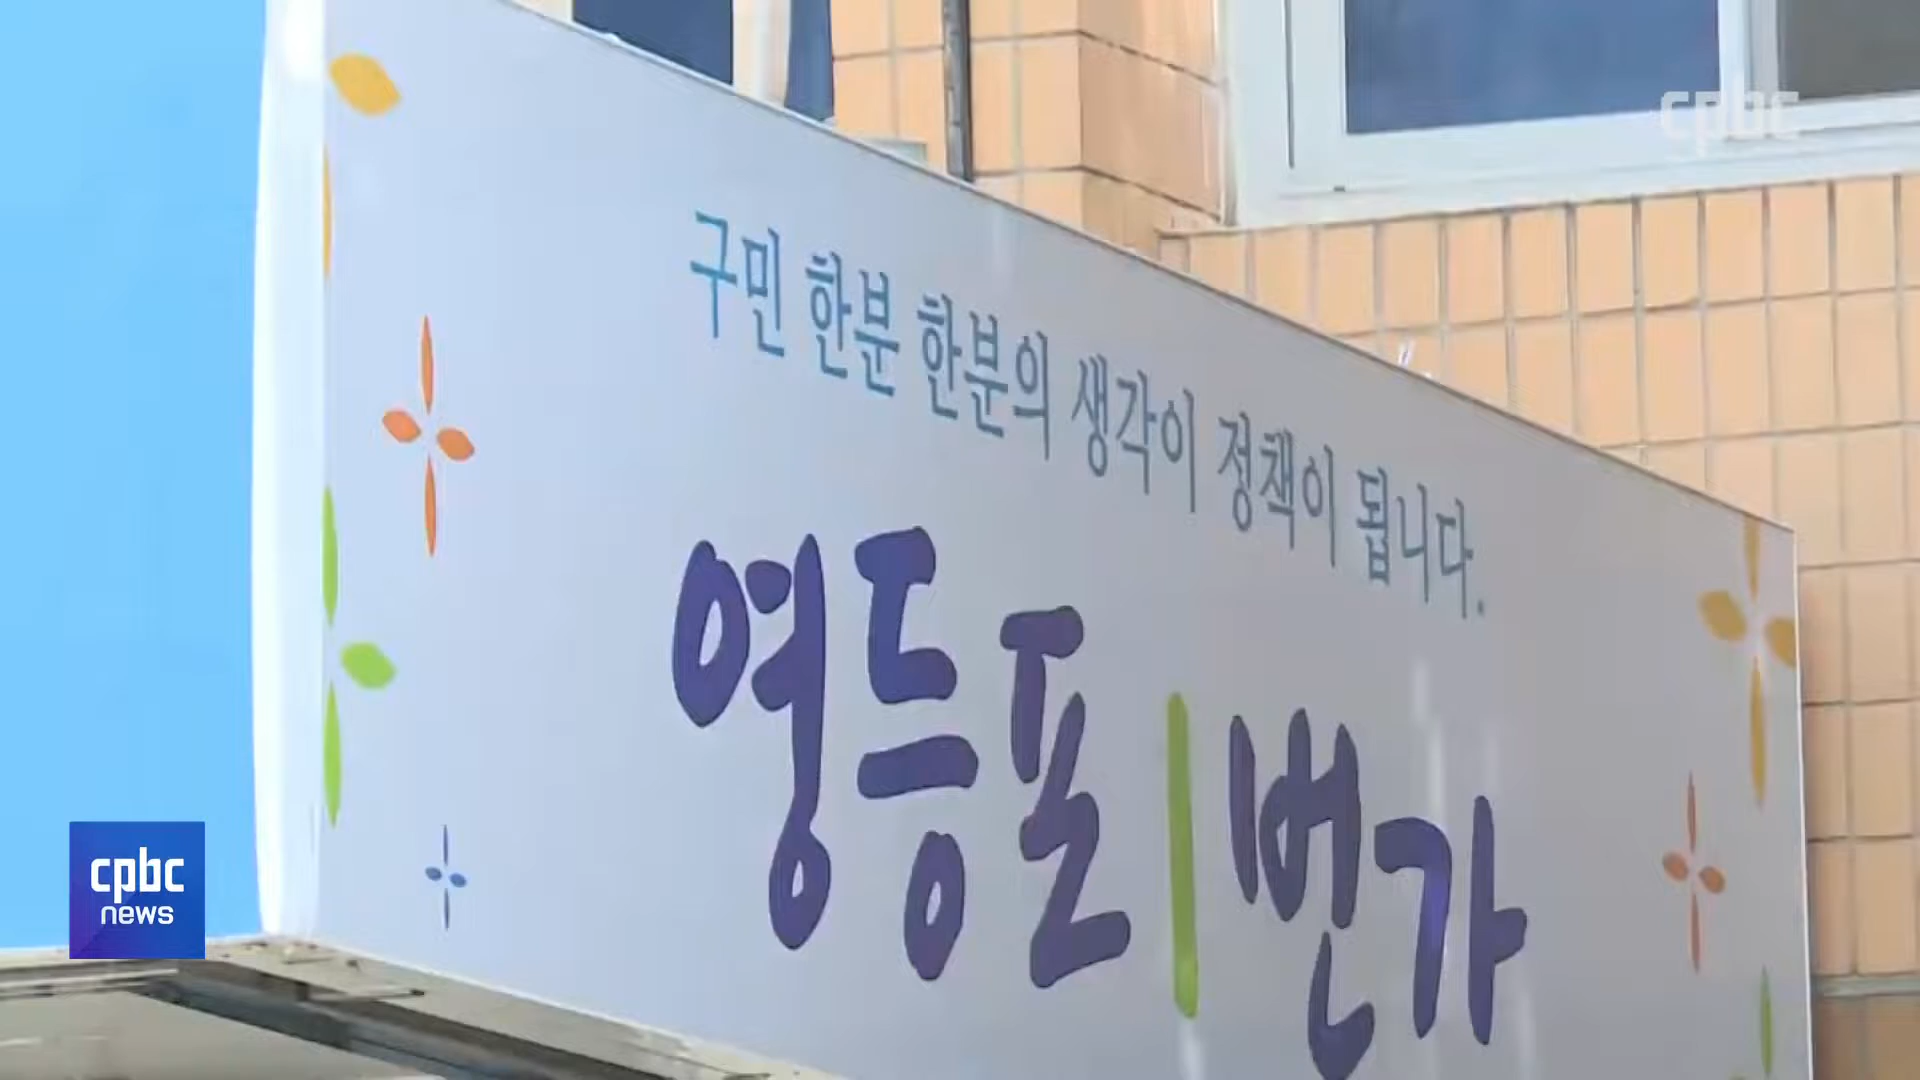 cpbc
구민 한분 한분의 생각이 정책이 됩니다.
영등포 1번가
cpbc
news